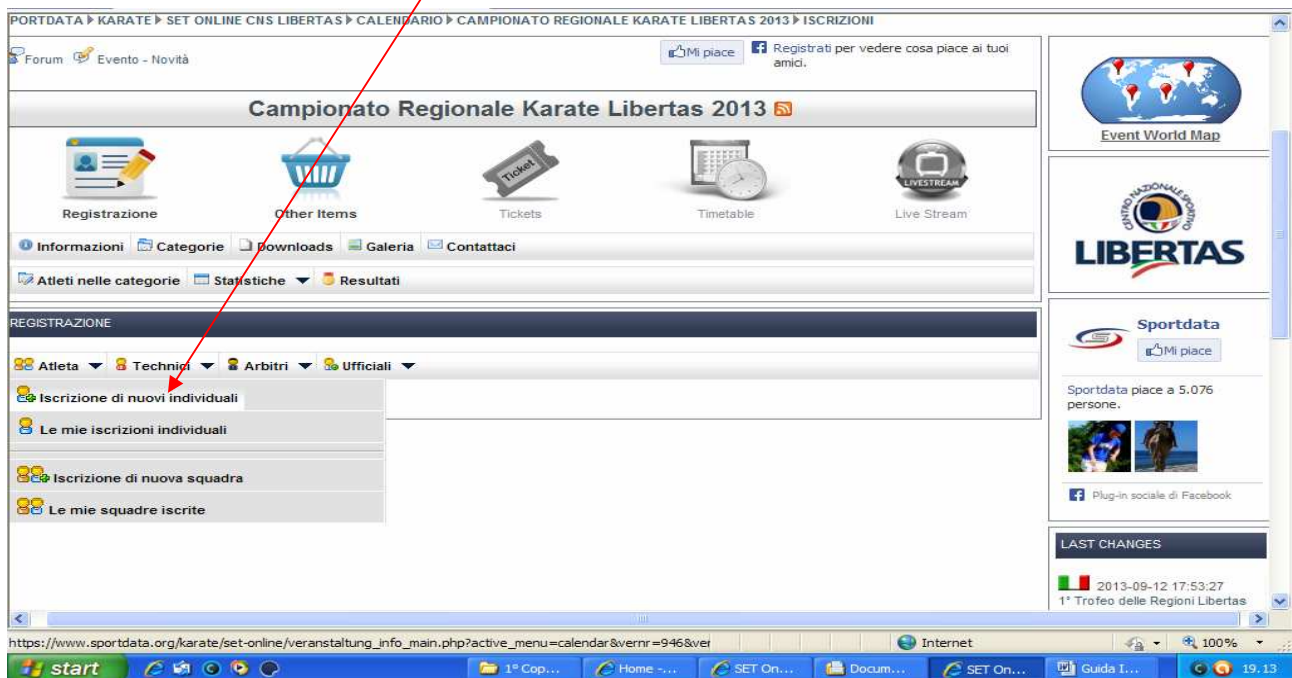 PORTDATA KARATE SET ONLINE CNS LIBERTAS CALENDARIO CAMPIONATO REGIONALE KARATE LIBERTAS 2013 ISCRIZIONI
Forum Evento - Novità
Mi piace Registrati per vedere cosa piace ai tuoi
amici.
Campionato Regionale Karate Libertas 2013
Ticket
LIVESTREAM
Registrazione Other Items Tickets Timetable Live Stream
Informazioni Categorie Downloads Galeria Contattaci
Atleti nelle categorie Statistiche Resultati
REGISTRAZIONE
Atleta Technici Arbitri Ufficiali
Iscrizione di nuovi individuali
Le mie iscrizioni individuali
Iscrizione di nuova squadra
Le mie squadre iscrite
Event World Map
CENTRO NAZIONALE SPORTIVO
LIBERTAS
Sportdata
Mi piace
Sportdata piace a 5.076
persone.
Plug-in sociale di Facebook
LAST CHANGES
2013-09-12 17:53:27
1° Trofeo delle Regioni Libertas
https://www.sportdata.org/karate/set-online/veranstaltung_info_main.php?active_menu=calendar&vernr=946&ver Internet 100%
start 1° Cop... Home -... SET On... Docum... SET On... Guida I... 19.13